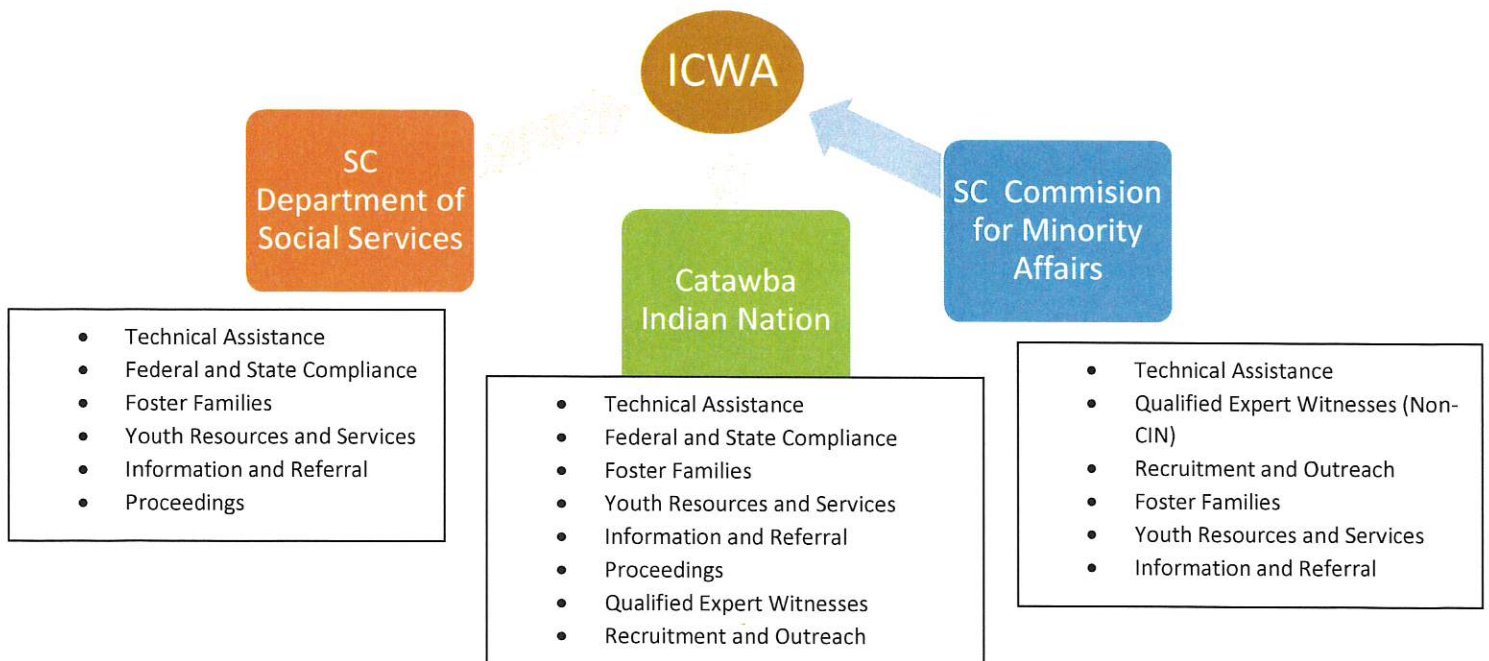 ICWA
SC
Department of
Social Services
Catawba
Indian Nation
SC Commision
for Minority
Affairs
• Technical Assistance
• Federal and State Compliance
• Foster Families
• Youth Resources and Services
• Information and Referral
• Proceedings
• Technical Assistance
• Federal and State Compliance
• Foster Families
• Youth Resources and Services
• Information and Referral
• Proceedings
• Qualified Expert Witnesses
• Recruitment and Outreach
• Technical Assistance
• Qualified Expert Witnesses (Non-
CIN)
• Recruitment and Outreach
• Foster Families
• Youth Resources and Services
• Information and Referral